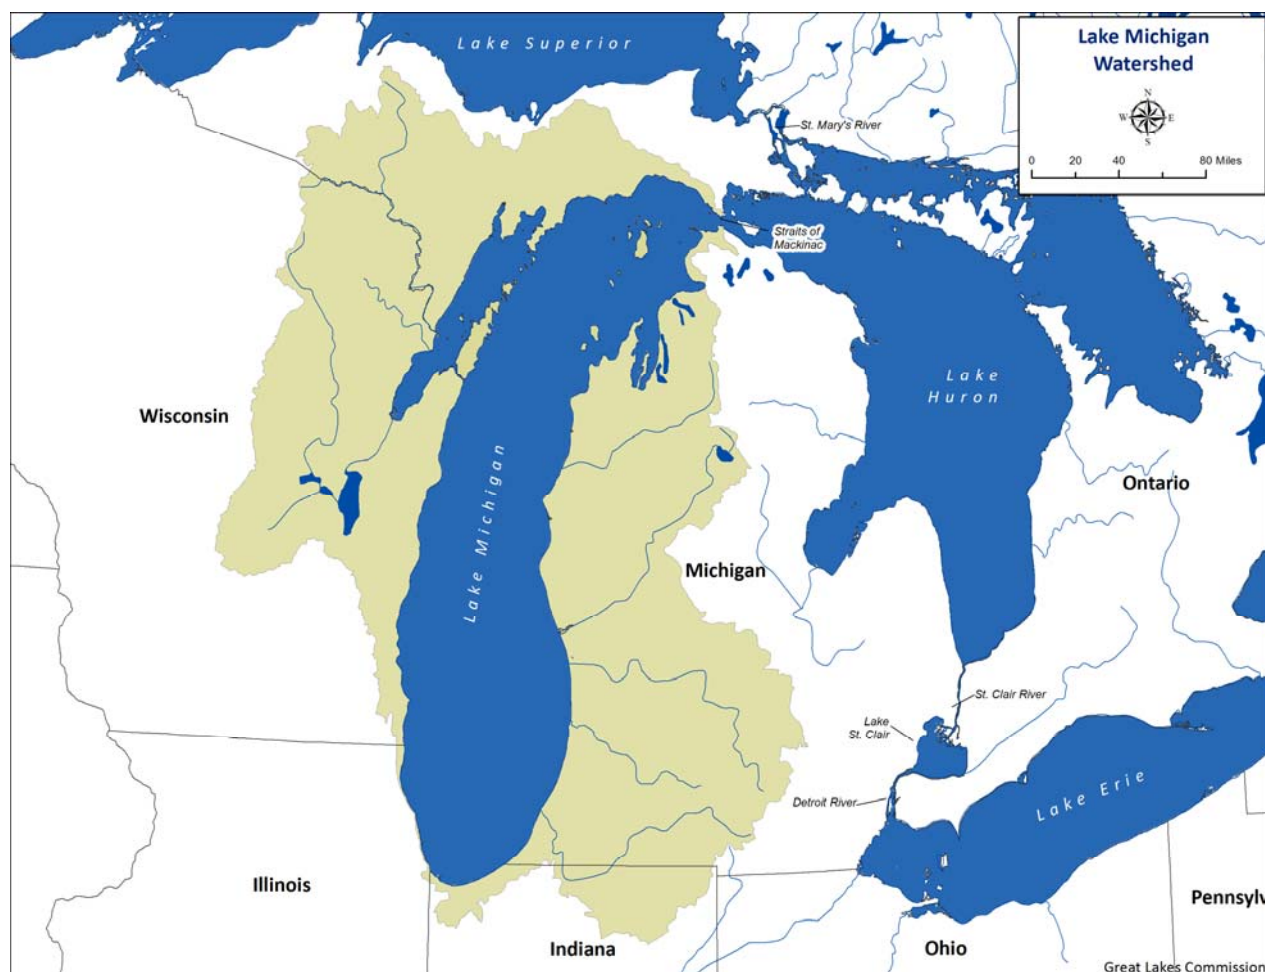 Lake Superior
Lake Michigan
Watershed
N
W E
S
0 20 40 80 Miles
St. Mary's River
Straits of
Mackinac
Lake
Huron
Wisconsin
Lake Michigan
Ontario
Michigan
St. Clair River
Lake
St. Clair
Detroit River
Lake Erie
Illinois
Pennsylv
Indiana
Ohio
Great Lakes Commission